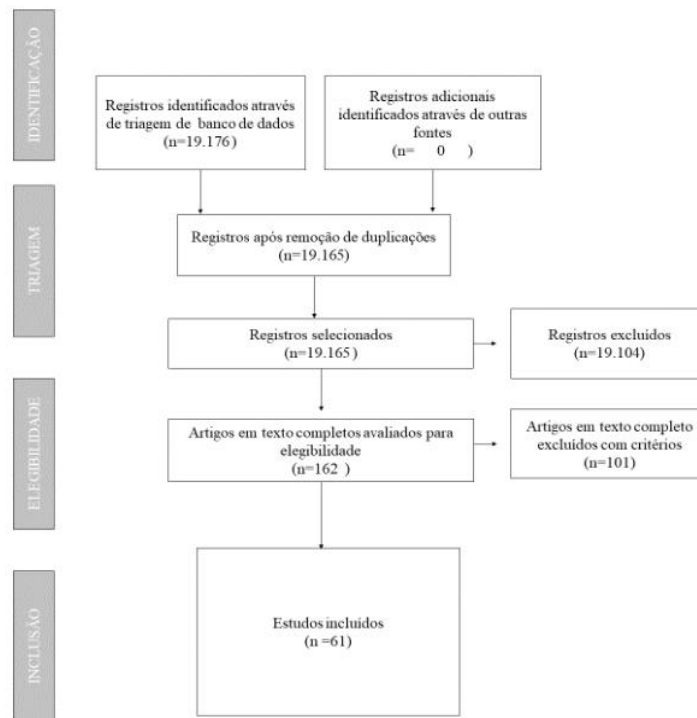 IDENTIFICAÇÃO
Registros identificados através
de triagem de banco de dados
(n=19.176)
Registros adicionais
identificados através de outras
fontes
(n= 0 )
TRIAGEM
Registros após remoção de duplicações
(n=19.165)
Registros selecionados
(n=19.165 )
Registros excluídos
(n=19.104)
ELEGIBILIDADE
Artigos em texto completos avaliados para
elegibilidade
(n=162 )
Artigos em texto completo
excluídos com critérios
(n=101)
INCLUSÃO
Estudos incluídos
(n =61)